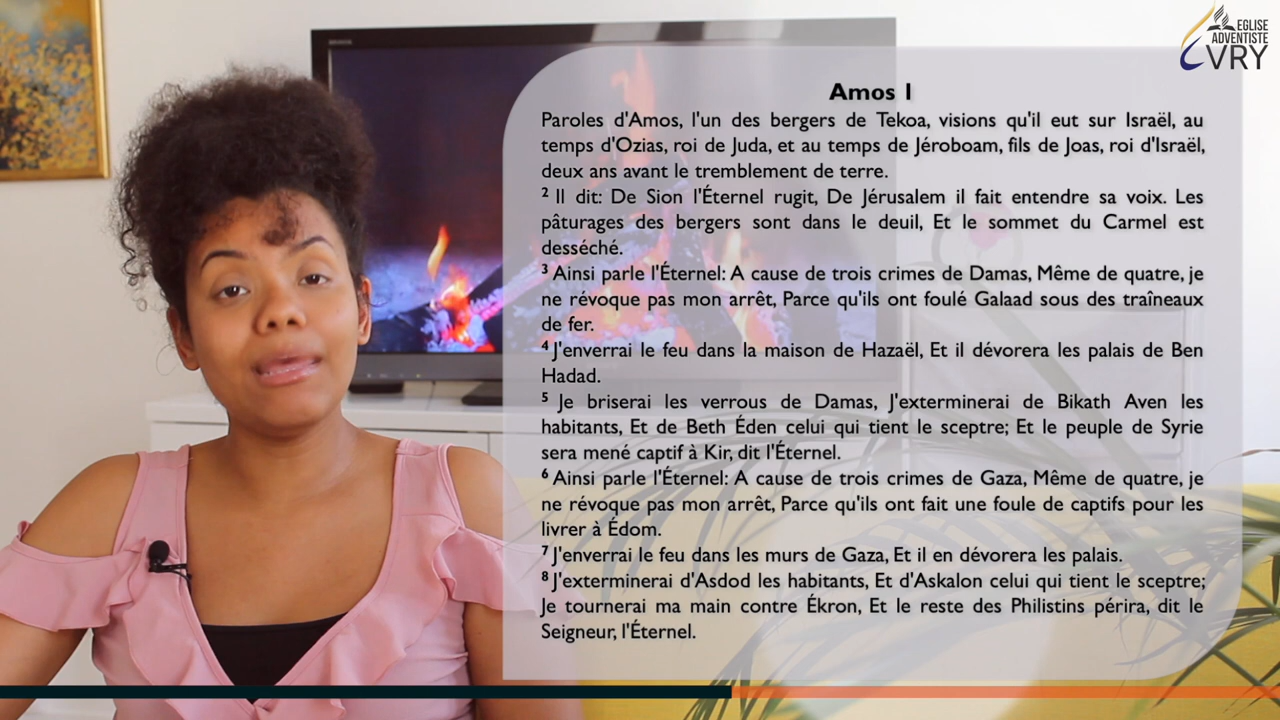 EGLISE
ADVENTISTE
VRY
Amos 1
Paroles d'Amos, l'un des bergers de Tekoa, visions qu'il eut sur Israël, au
temps d'Ozias, roi de Juda, et au temps de Jéroboam, fils de Joas, roi d'Israël,
deux ans avant le tremblement de terre.
2 Il dit: De Sion l'Éternel rugit, De Jérusalem il fait entendre sa voix. Les
pâturages des bergers sont dans le deuil, Et le sommet du Carmel est
desséché.
3 Ainsi parle l'Éternel: A cause de trois crimes de Damas, Même de quatre, je
ne révoque pas mon arrêt, Parce qu'ils ont foulé Galaad sous des traîneaux
de fer.
4 J'enverrai le feu dans la maison de Hazaël, Et il dévorera les palais de Ben
Hadad.
5 Je briserai les verrous de Damas, J'exterminerai de Bikath Aven les
habitants, Et de Beth Éden celui qui tient le sceptre; Et le peuple de Syrie
sera mené captif à Kir, dit l'Éternel.
6 Ainsi parle l'Éternel: A cause de trois crimes de Gaza, Même de quatre, je
ne révoque pas mon arrêt, Parce qu'ils ont fait une foule de captifs pour les
livrer à Édom.
7 J'enverrai le feu dans les murs de Gaza, Et il en dévorera les palais.
8 J'exterminerai d'Asdod les habitants, Et d'Askalon celui qui tient le sceptre;
Je tournerai ma main contre Ékron, Et le reste des Philistins périra, dit le
Seigneur, l'Éternel.